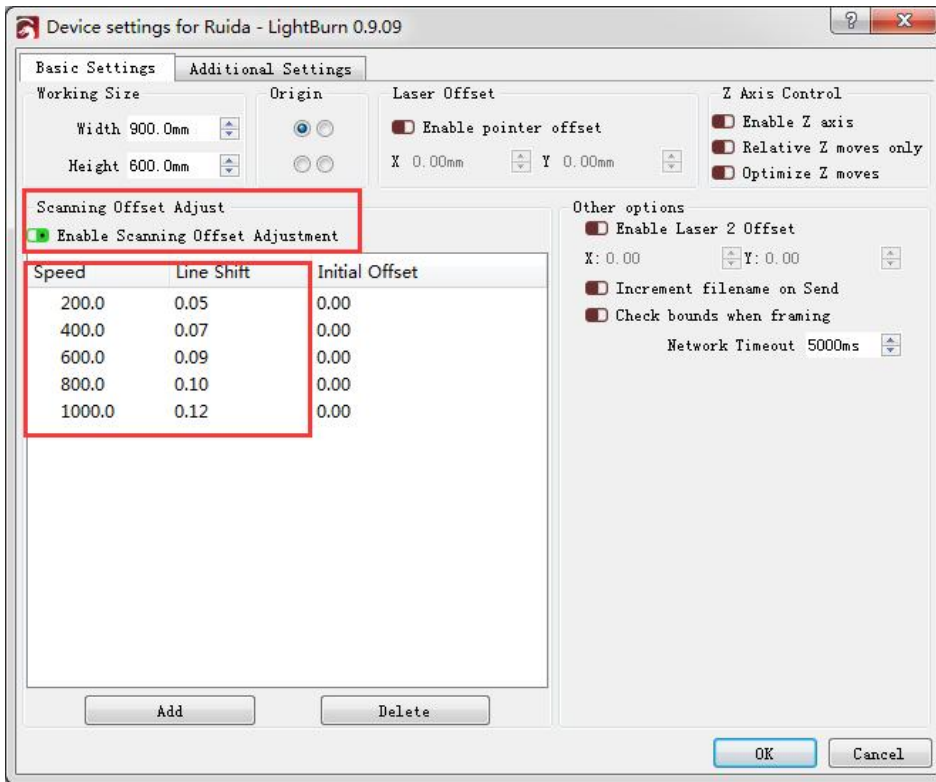 Device settings for Ruida - LightBurn 0.9.09
Basic Settings
Additional Settings
Working Size
Width 900.0mm
Height 600.0mm
Origin
Laser Offset
Enable pointer offset
X 0.00mm Y 0.00mm
Z Axis Control
Enable Z axis
Relative Z moves only
Optimize Z moves
Scanning Offset Adjust
Enable Scanning Offset Adjustment
Speed Line Shift Initial Offset
200.0 0.05 0.00
400.0 0.07 0.00
600.0 0.09 0.00
800.0 0.10 0.00
1000.0 0.12 0.00
Add
Delete
Other options
Enable Laser 2 Offset
X: 0.00 Y: 0.00
Increment filename on Send
Check bounds when framing
Network Timeout 5000ms
OK
Cancel